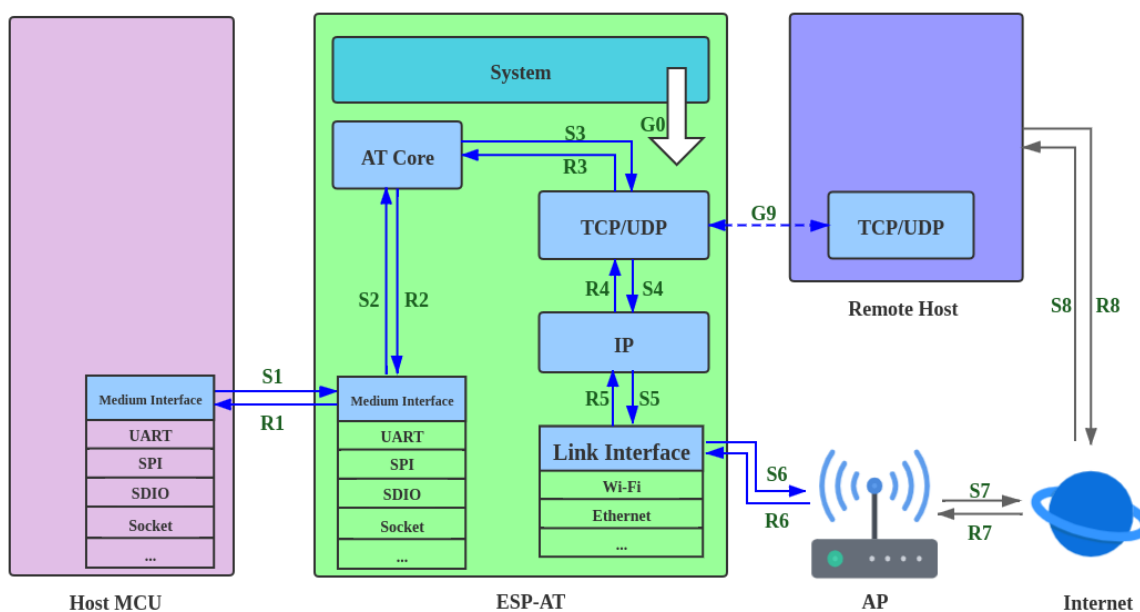 System
G0
S3
AT Core
R3
TCP/UDP
G9
TCP/UDP
S2
R2
R4
S4
Remote Host
S8
R8
IP
S1
Medium Interface
R1
Medium Interface
R5
S5
UART
SPI
SDIO
Socket
...
UART
SPI
SDIO
Socket
...
Link Interface
Wi-Fi
Ethernet
...
S6
R6
S7
R7
Host MCU
ESP-AT
AP
Internet